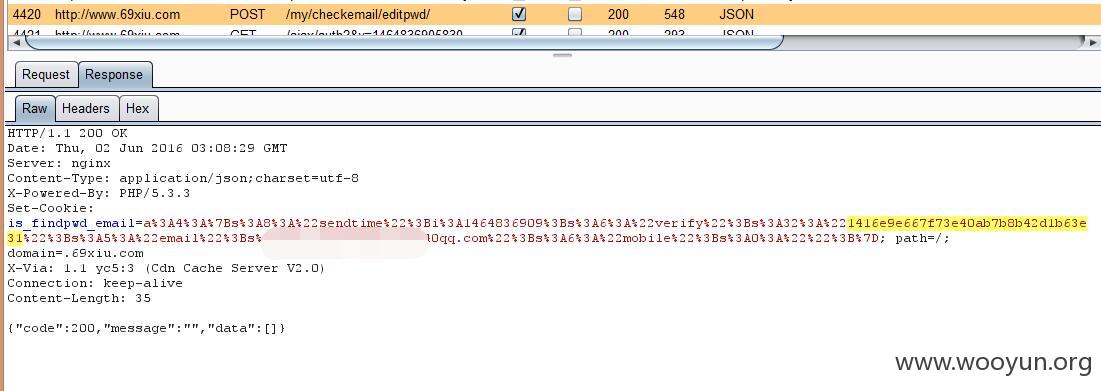 4420 http://www.69xiu.com POST /my/checkemail/editpwd/ 200 548 JSON
4421 http://www.69xiu.com GET /ajax/auth2&v=1464836905830 200 293 JSON
Request Response
Raw Headers Hex
HTTP/1.1 200 OK
Date: Thu, 02 Jun 2016 03:08:29 GMT
Server: nginx
Content-Type: application/json;charset=utf-8
X-Powered-By: PHP/5.3.3
Set-Cookie:
is_findpwd_email=a%3A4%3A%7Bs%3A8%3A%22sendtime%22%3Bi%3A1464836909%3Bs%3A6%3A%22verify%22%3Bs%3A32%3A%221416e9e667f73e40ab7b8b42d1b63e
31%22%3Bs%3A5%3A%22email%22%3Bs% 40qq.com%22%3Bs%3A6%3A%22mobile%22%3Bs%3A0%3A%22%22%3B%7D; path=/;
domain=.69xiu.com
X-Via: 1.1 yc5:3 (Cdn Cache Server V2.0)
Connection: keep-alive
Content-Length: 35
{"code":200,"message":"","data":[]}
www.wooyun.org